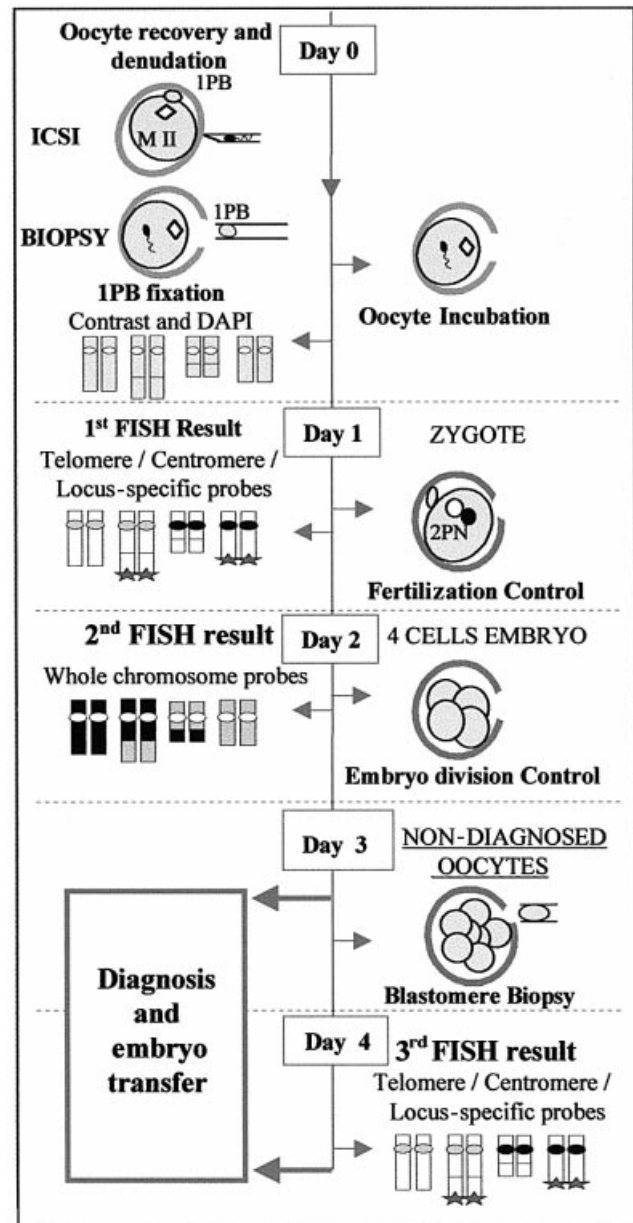 Oocyte recovery and
denudation
1PB
M II
ICSI
BIOPSY
1PB
1PB fixation
Contrast and DAPI
Day 0
Oocyte Incubation
1st FISH Result
Telomere / Centromere /
Locus-specific probes
Day 1
ZYGOTE
2PN
Fertilization Control
2nd FISH result
Whole chromosome probes
Day 2
4 CELLS EMBRYO
Embryo division Control
Day 3
NON-DIAGNOSED
OOCYTES
Blastomere Biopsy
Diagnosis
and
embryo
transfer
Day 4
3rd FISH result
Telomere / Centromere /
Locus-specific probes